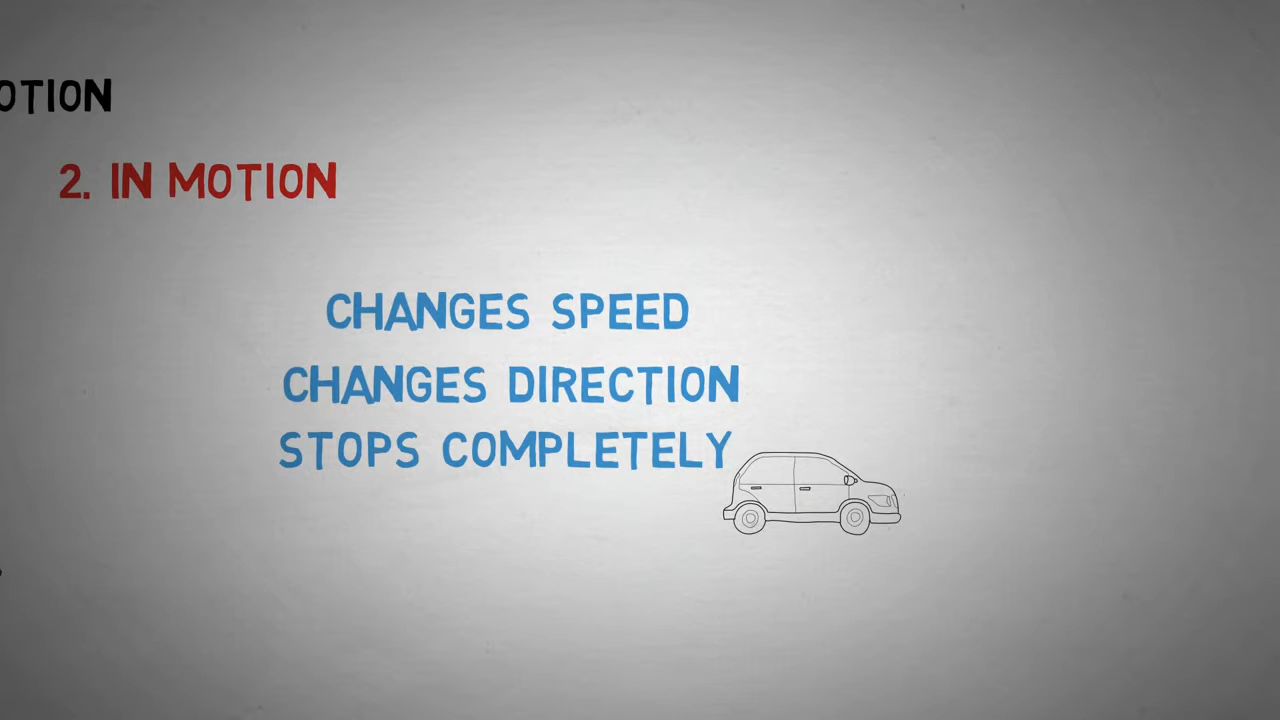 OTION
2. IN MOTION
CHANGES SPEED
CHANGES DIRECTION
STOPS COMPLETELY